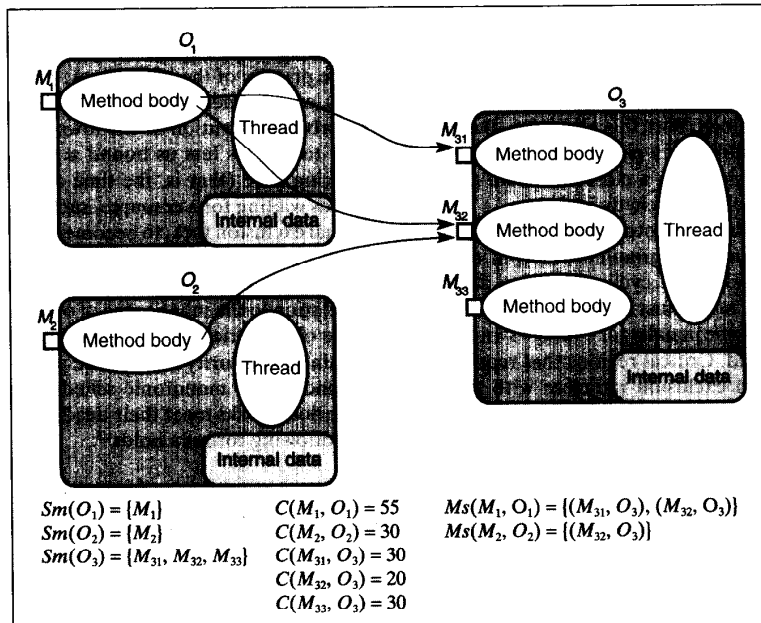 O₁
M₁
Method body
Thread
Internal data
O₂
M₂
Method body
Thread
Internal data
O₃
M₃₁
Method body
M₃₂
Method body
M₃₃
Method body
Thread
Internal data
Sm(O₁) = {M₁}
Sm(O₂) = {M₂}
Sm(O₃) = {M₃₁, M₃₂, M₃₃}
C(M₁, O₁) = 55
C(M₂, O₂) = 30
C(M₃₁, O₃) = 30
C(M₃₂, O₃) = 20
C(M₃₃, O₃) = 30
Ms(M₁, O₁) = {(M₃₁, O₃), (M₃₂, O₃)}
Ms(M₂, O₂) = {(M₃₂, O₃)}